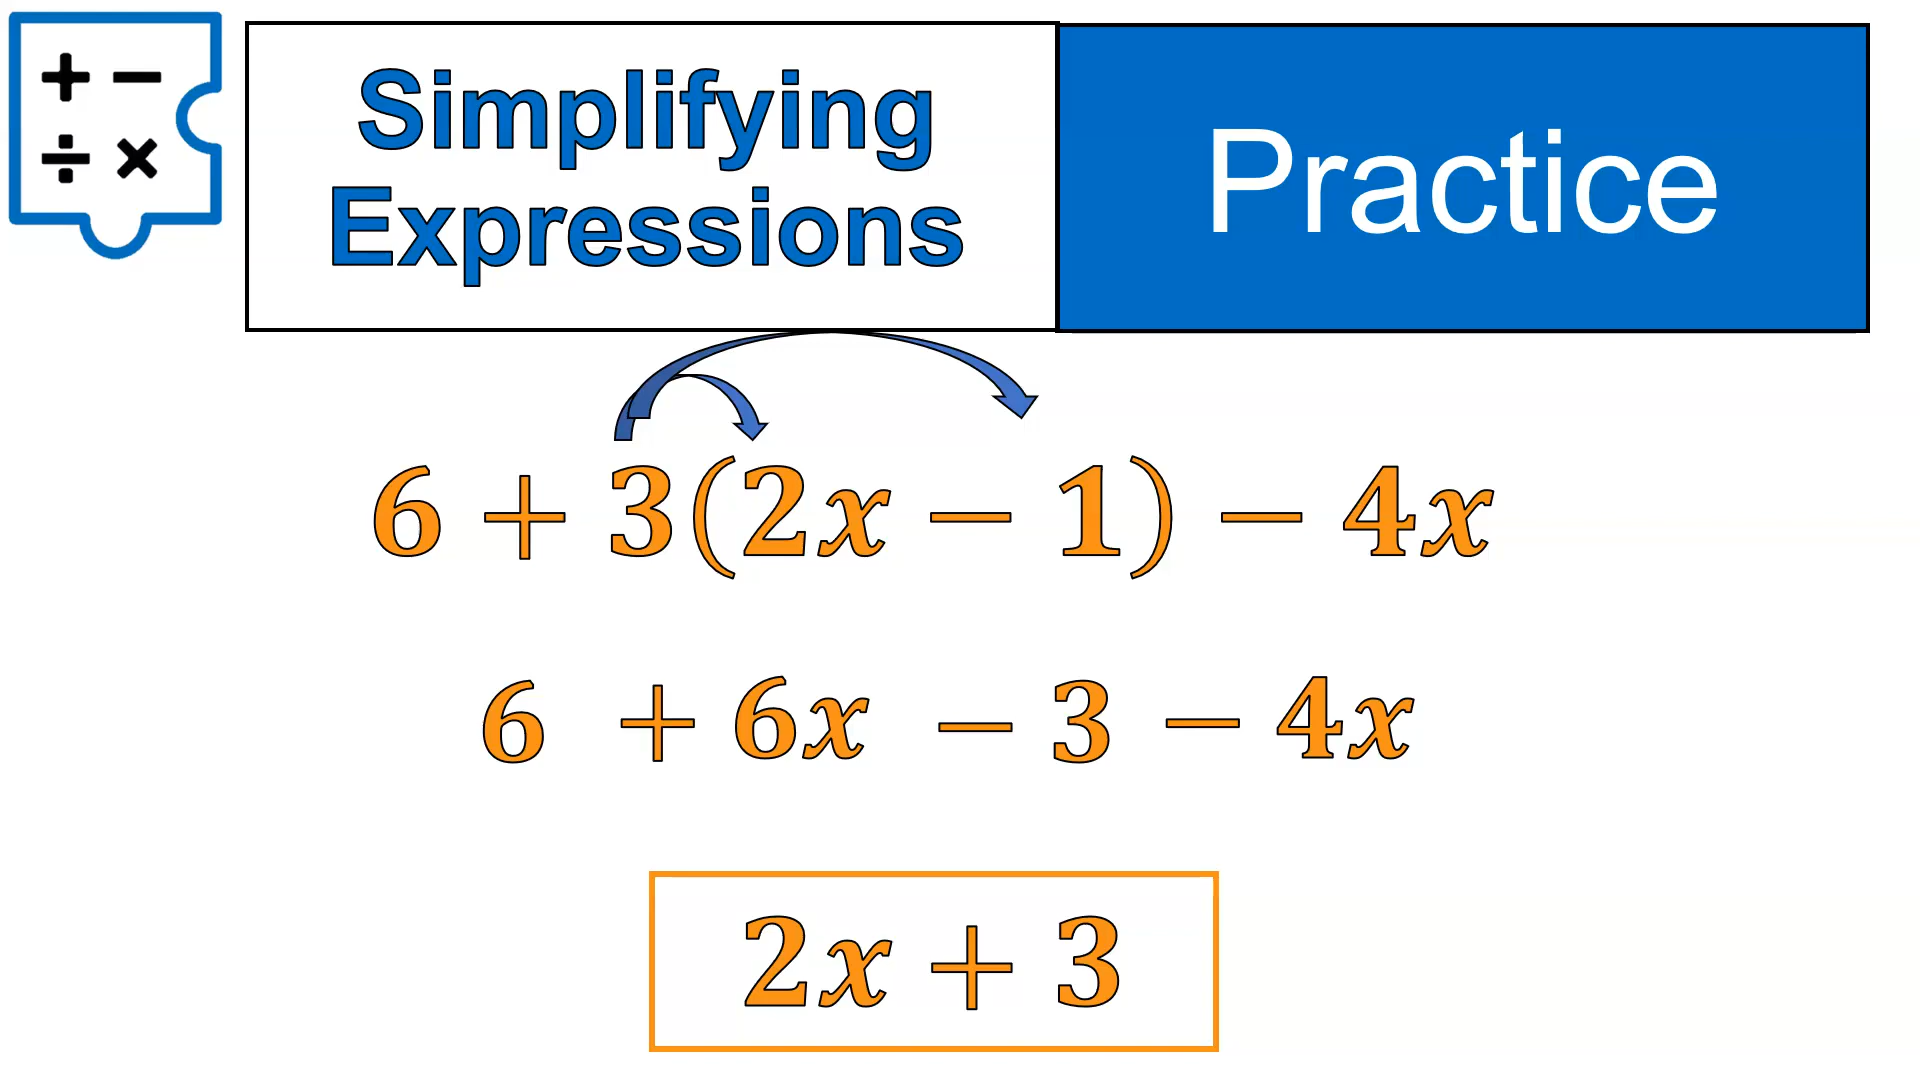 + −
÷ ×
Simplifying
Expressions
Practice
6 + 3(2x − 1) − 4x
6 + 6x − 3 − 4x
2x + 3